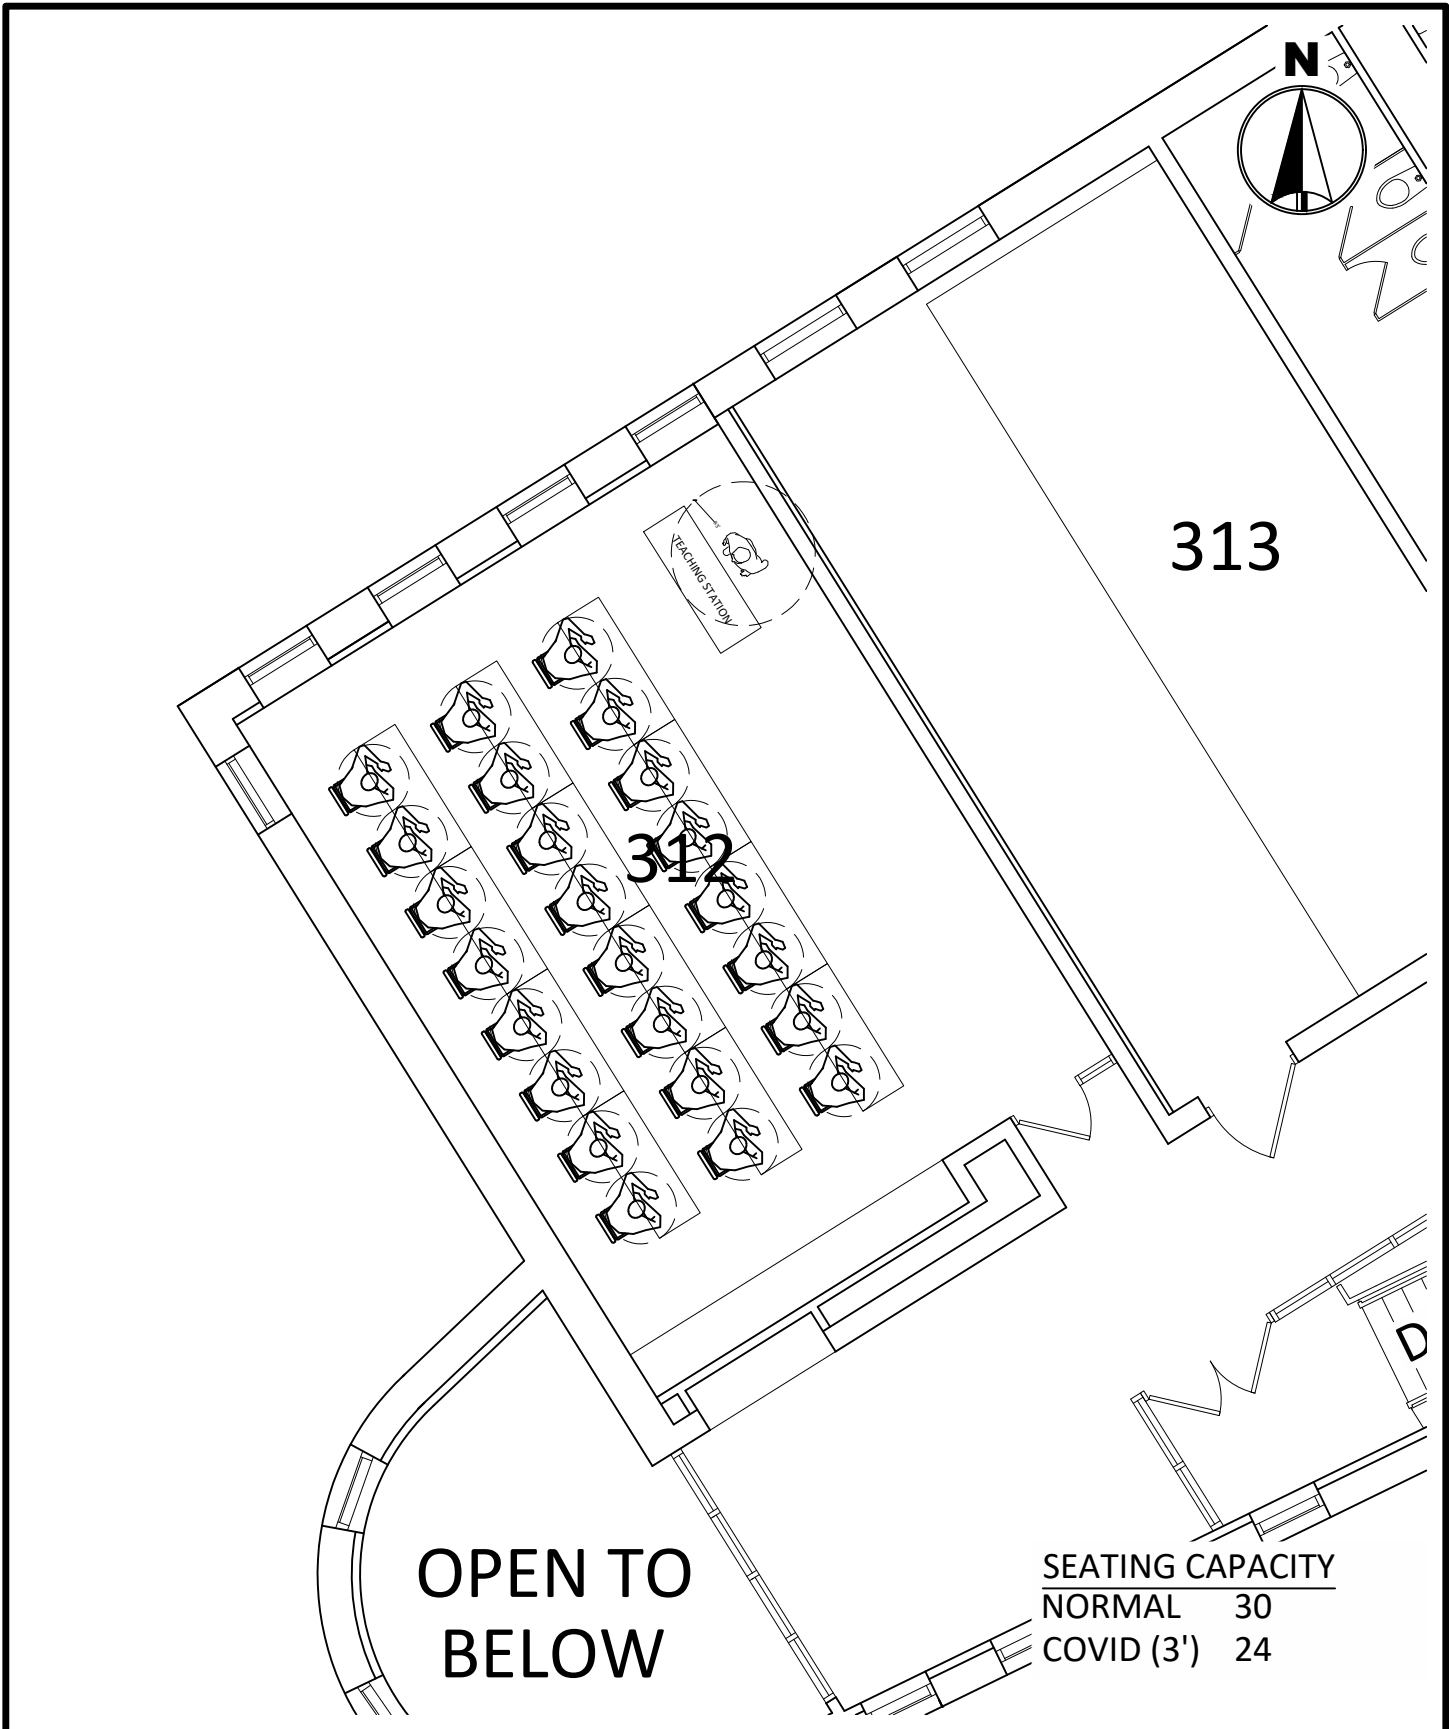 N
313
TEACHING STATION
312
D
OPEN TO
BELOW
SEATING CAPACITY
NORMAL 30
COVID (3') 24